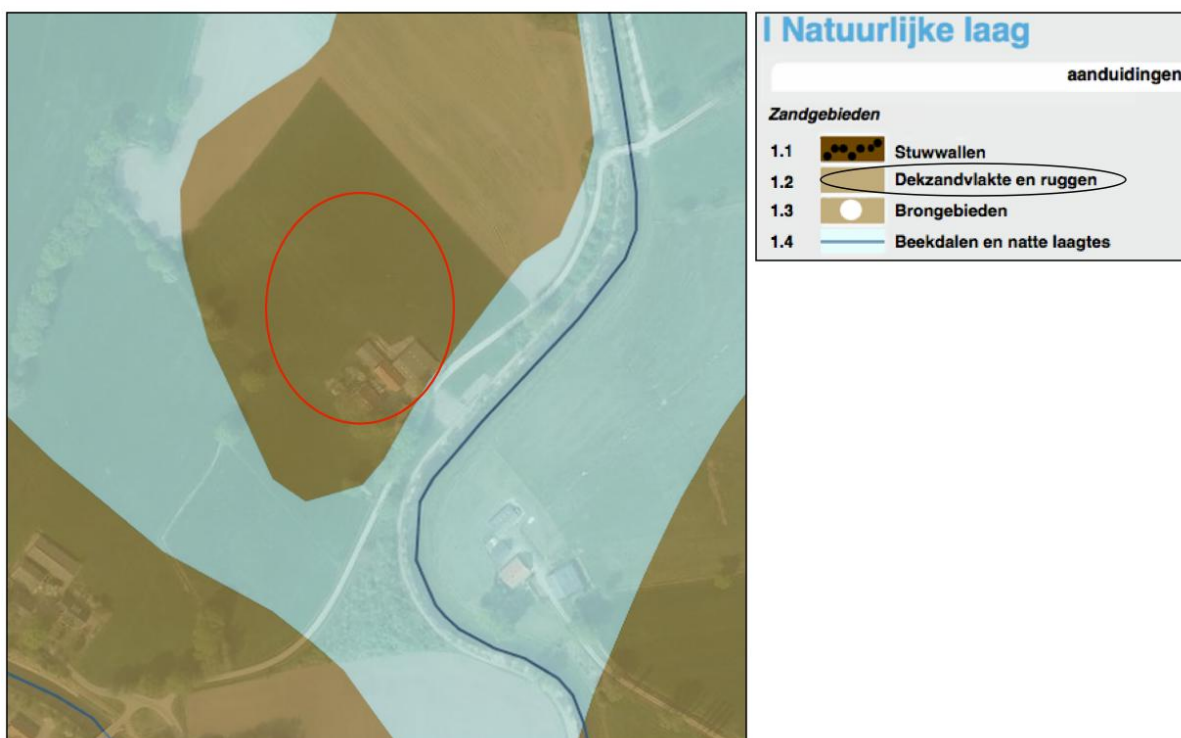 I Natuurlijke laag
aanduidingen
Zandgebieden
1.1 Stuwwallen
1.2 Dekzandvlakte en ruggen
1.3 Brongebieden
1.4 Beekdalen en natte laagtes